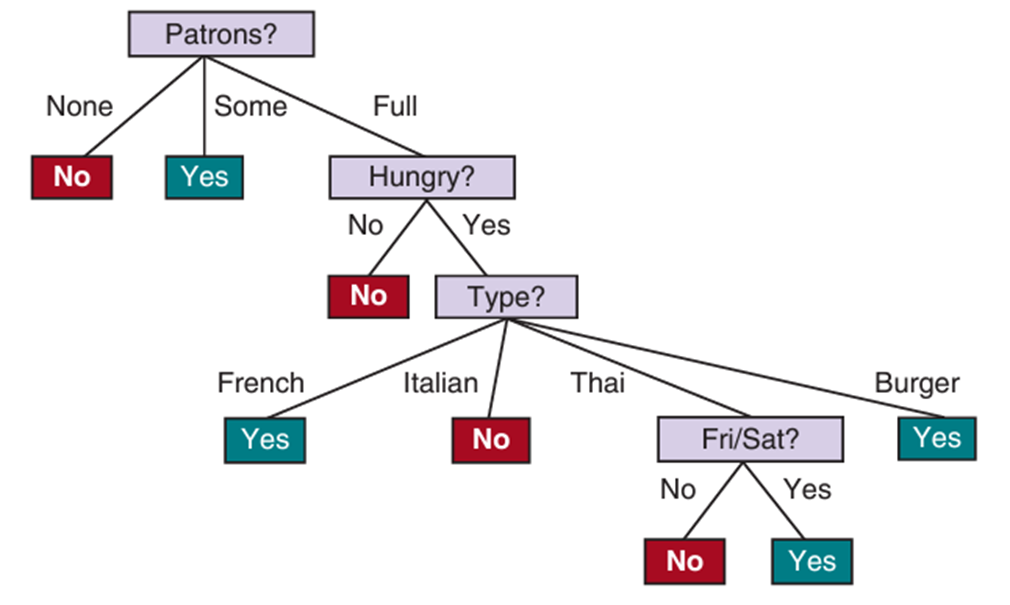 Patrons?
None Some Full
No Yes Hungry?
No Yes
No Type?
French Italian Thai Burger
Yes No Fri/Sat? Yes
No Yes
No Yes